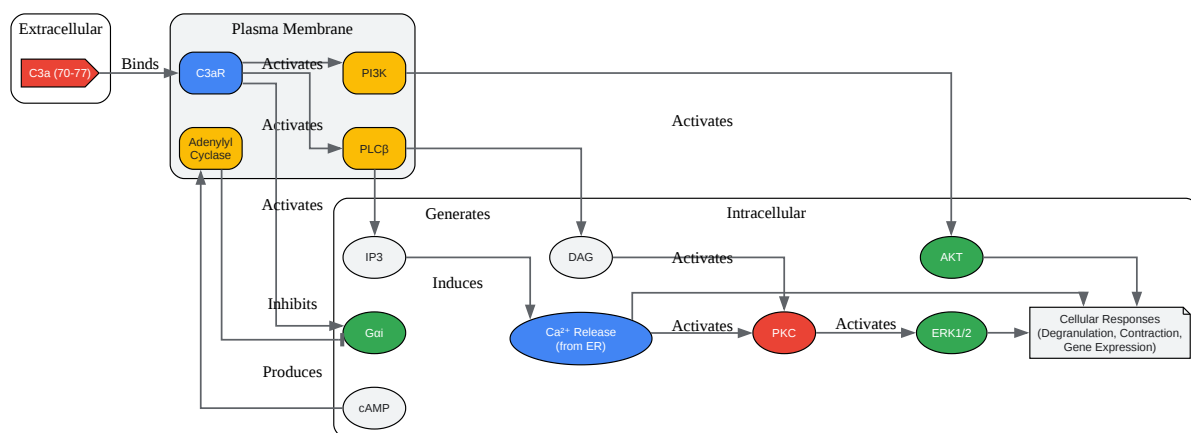 Extracellular
Plasma Membrane
C3a (70-77)
Binds
C3aR
Activates
PI3K
Activates
Activates
Adenylyl
Cyclase
PLCβ
Activates
Generates
Intracellular
IP3
DAG
Activates
AKT
Induces
Inhibits
Gαi
Ca²⁺ Release
(from ER)
Activates
PKC
Activates
ERK1/2
Cellular Responses
(Degranulation, Contraction,
Gene Expression)
Produces
cAMP